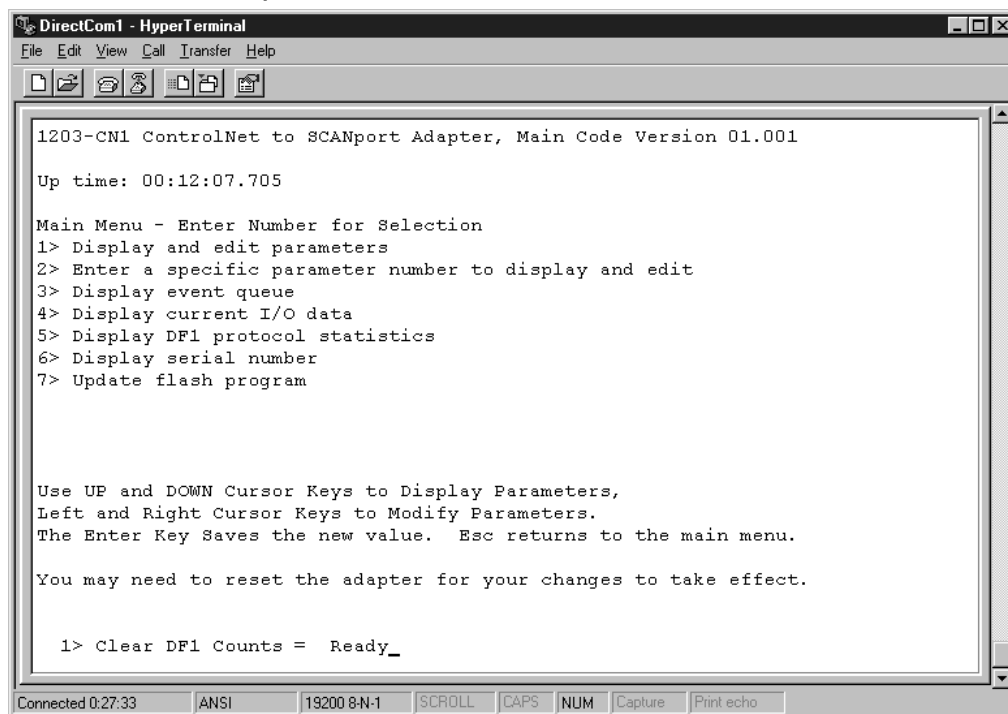 DirectCom1 - HyperTerminal
File Edit View Call Transfer Help
1203-CN1 ControlNet to SCANport Adapter, Main Code Version 01.001
Up time: 00:12:07.705
Main Menu - Enter Number for Selection
1> Display and edit parameters
2> Enter a specific parameter number to display and edit
3> Display event queue
4> Display current I/O data
5> Display DF1 protocol statistics
6> Display serial number
7> Update flash program
Use UP and DOWN Cursor Keys to Display Parameters,
Left and Right Cursor Keys to Modify Parameters.
The Enter Key Saves the new value.  Esc returns to the main menu.
You may need to reset the adapter for your changes to take effect.
1> Clear DF1 Counts =  Ready_
Connected 0:27:33 ANSI 19200 8-N-1 SCROLL CAPS NUM Capture Print echo